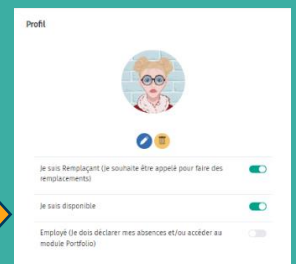 Profil
Je suis Remplaçant (Je souhaite être appelé pour faire des
remplacements)
Je suis disponible
Employé (Je dois déclarer mes absences et/ou accéder au
module Portfolio)